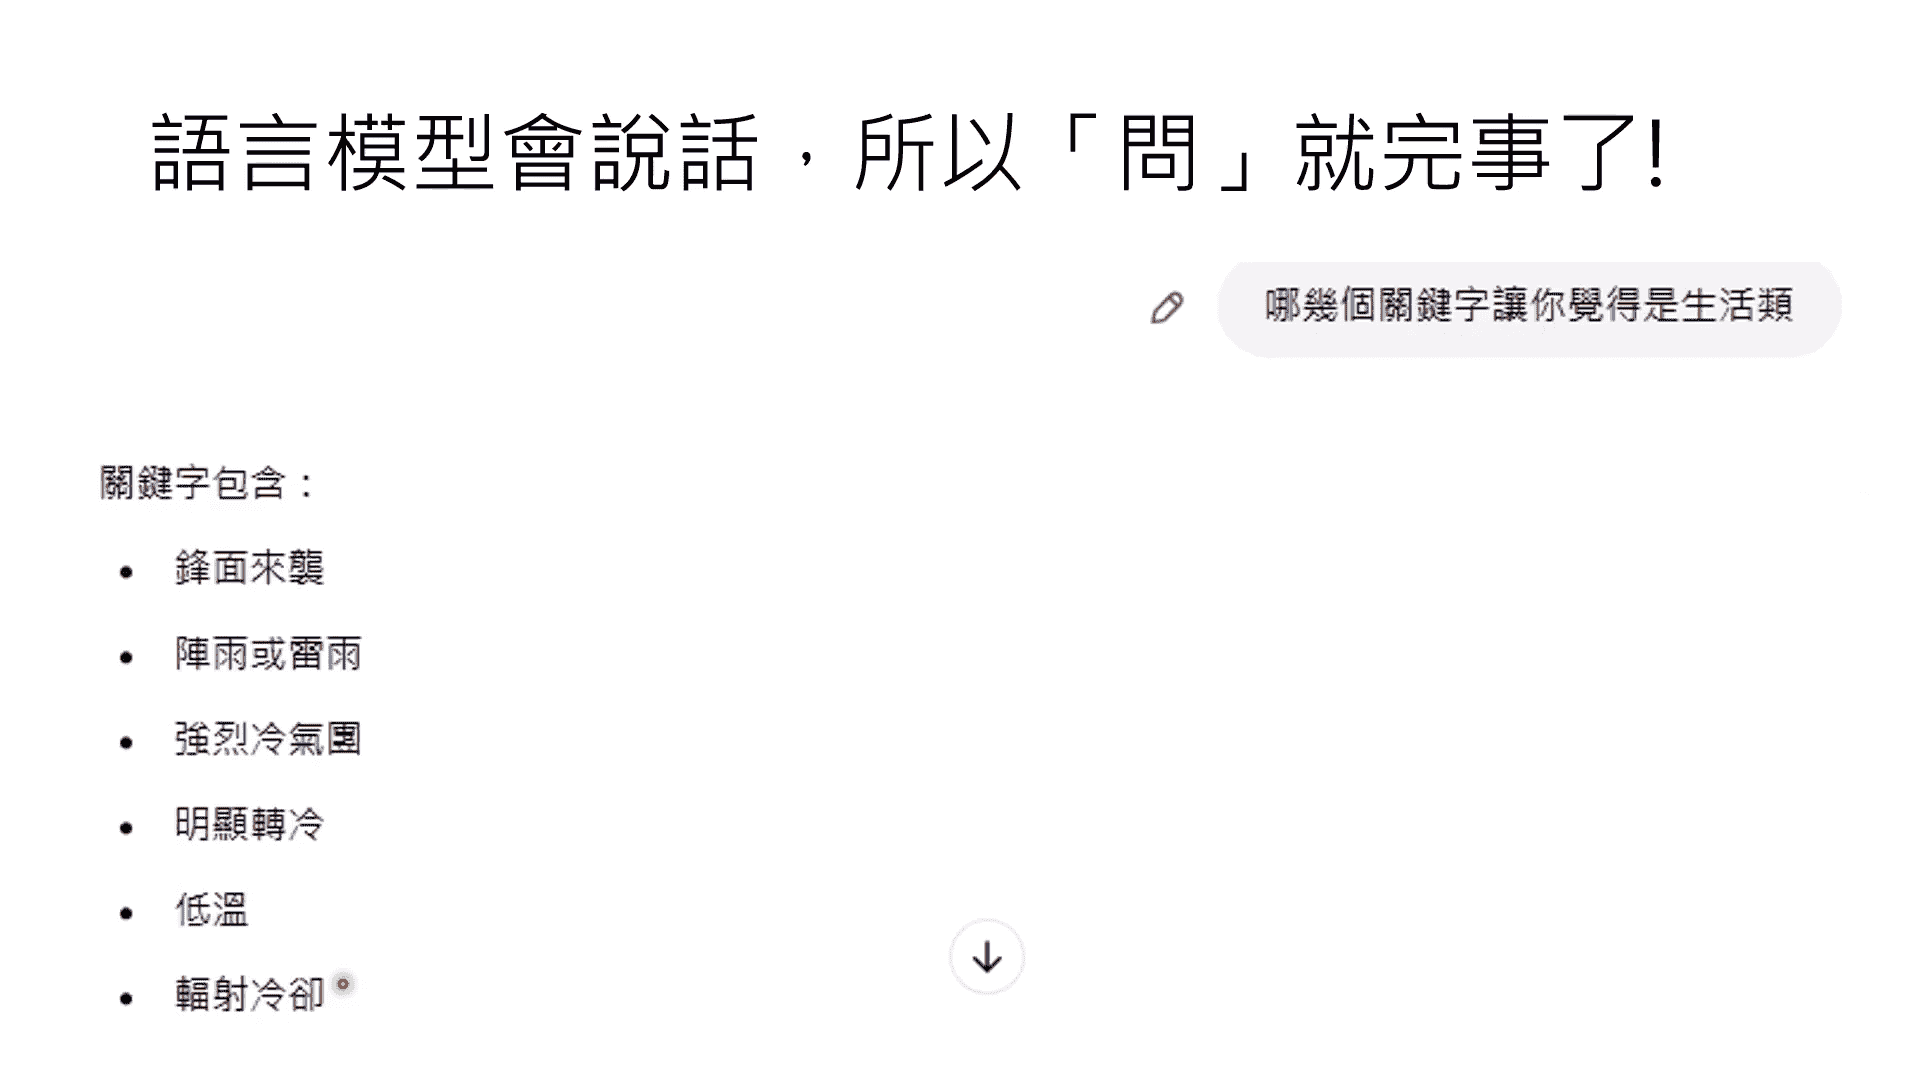 語言模型會說話，所以「問」就完事了!
哪幾個關鍵字讓你覺得是生活類
關鍵字包含：
• 鋒面來襲
• 陣雨或雷雨
• 強烈冷氣團
• 明顯轉冷
• 低溫
• 輻射冷卻